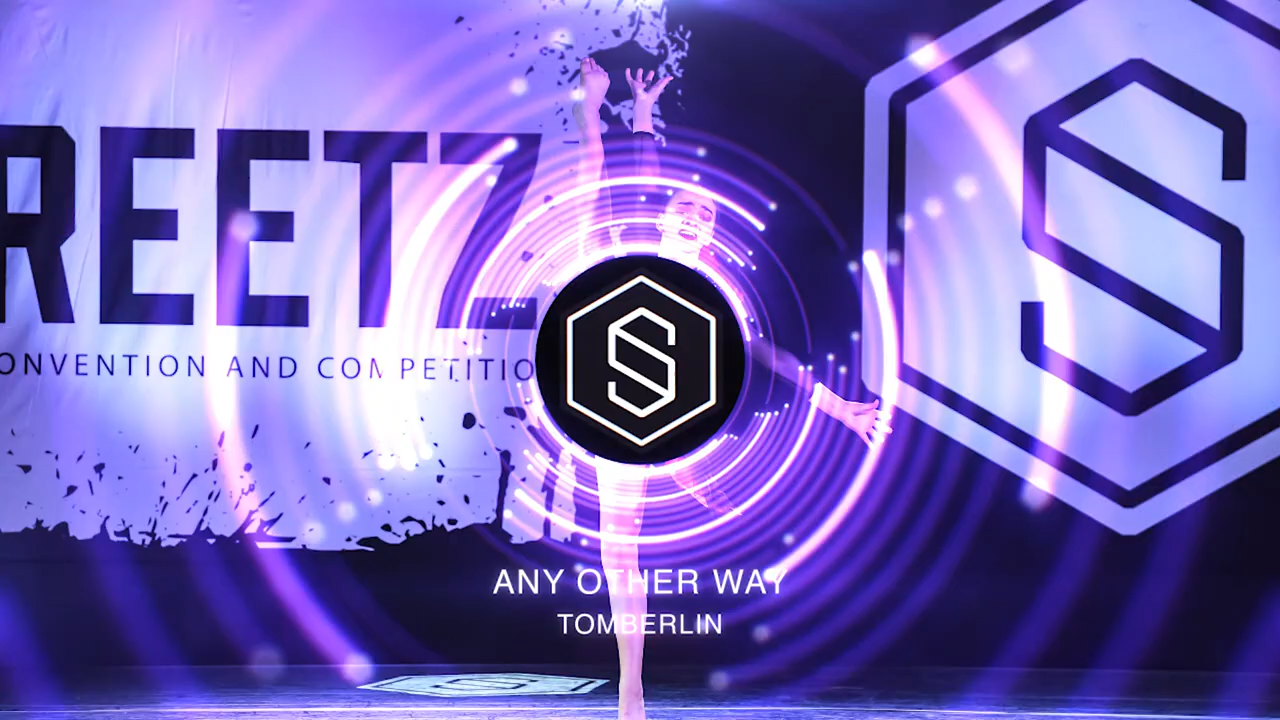 REETZ
ONVENTION AND COMPETITIO
S
S
ANY OTHER WAY
TOMBERLIN